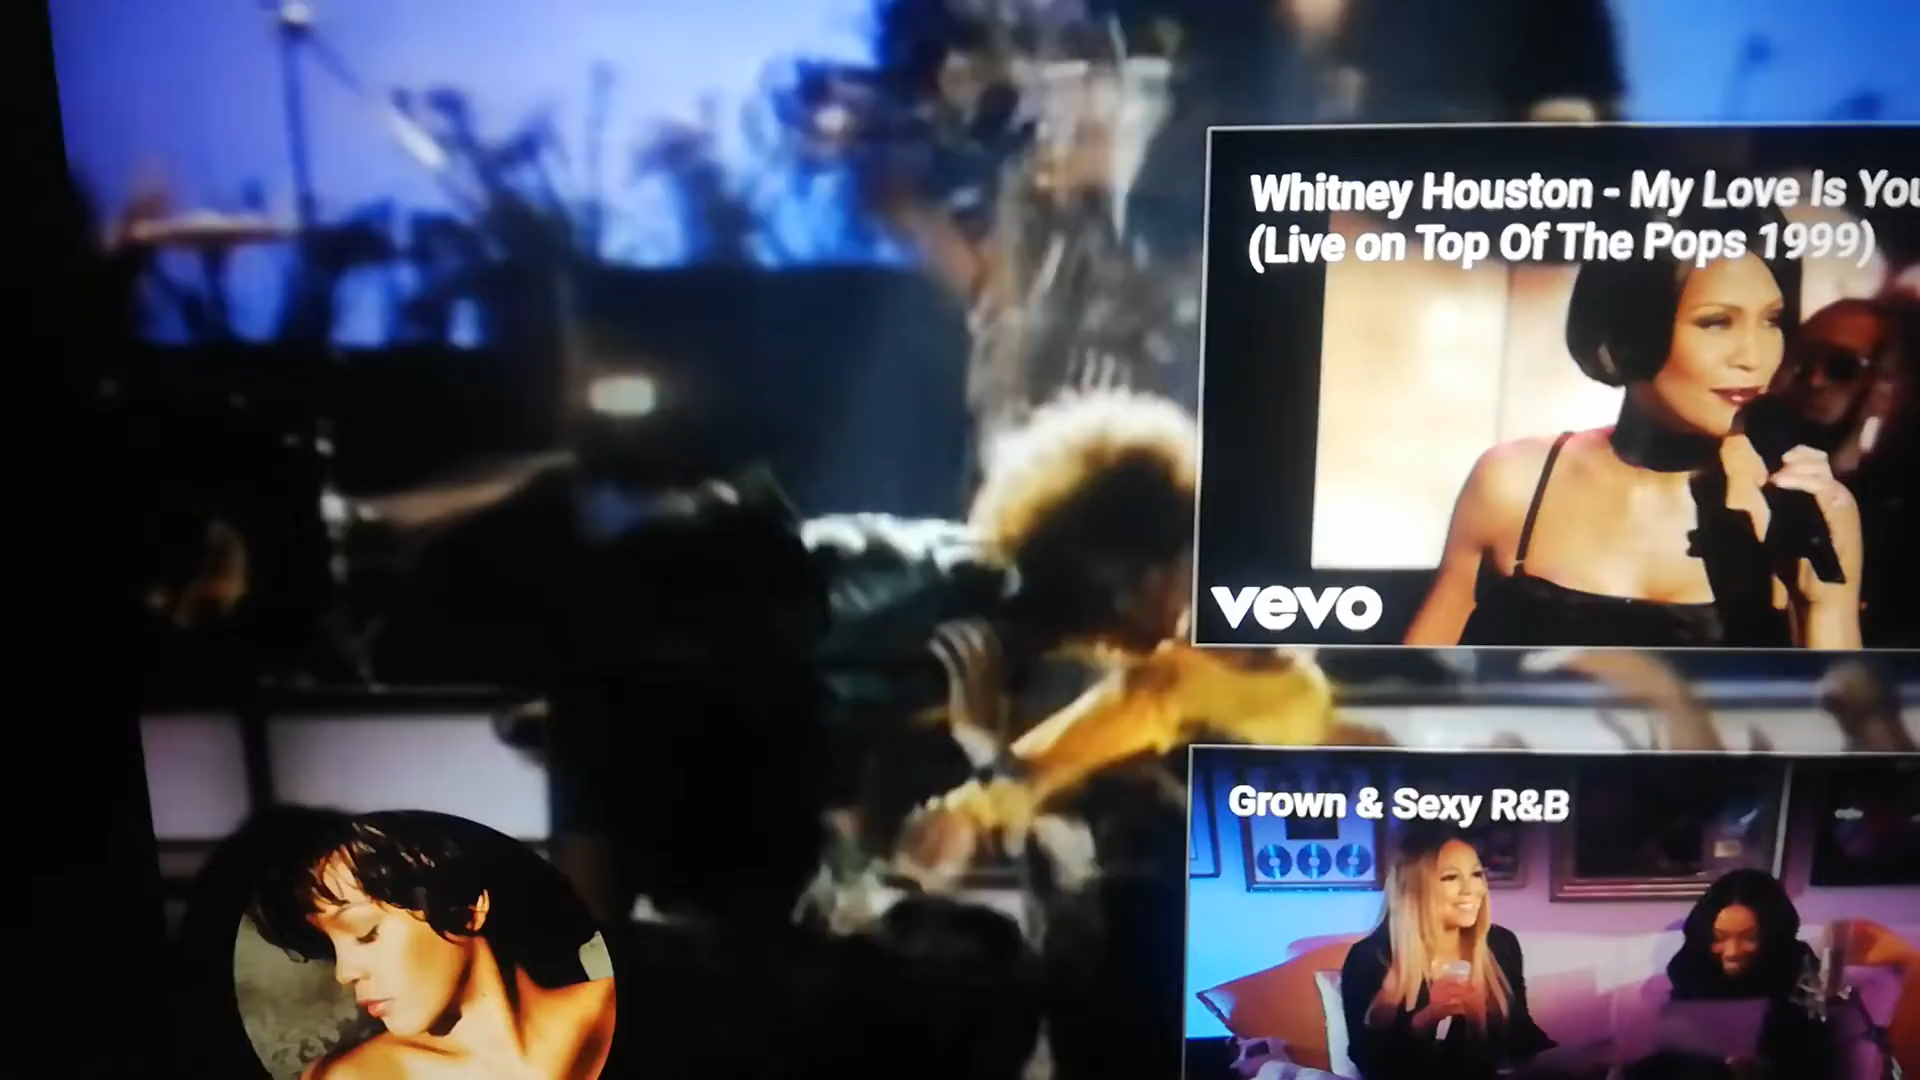 Whitney Houston - My Love Is You
(Live on Top Of The Pops 1999)
vevo
Grown & Sexy R&B